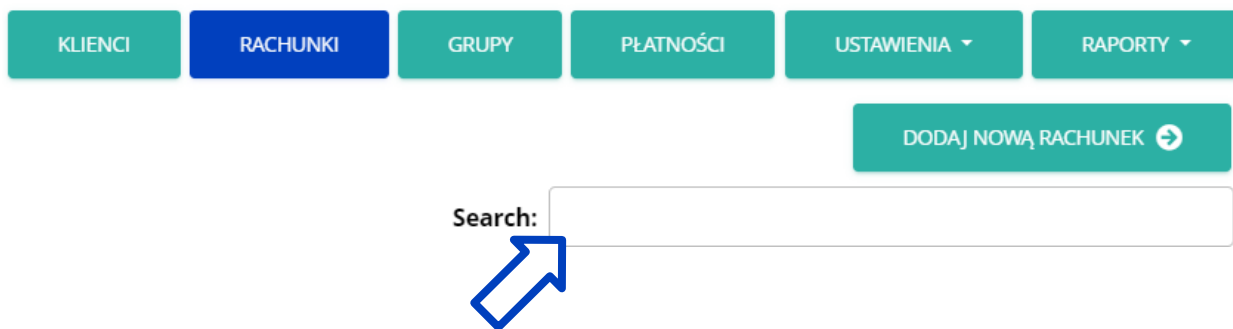 KLIENCI RACHUNKI GRUPY PŁATNOŚCI USTAWIENIA RAPORTY
DODAJ NOWĄ RACHUNEK
Search: